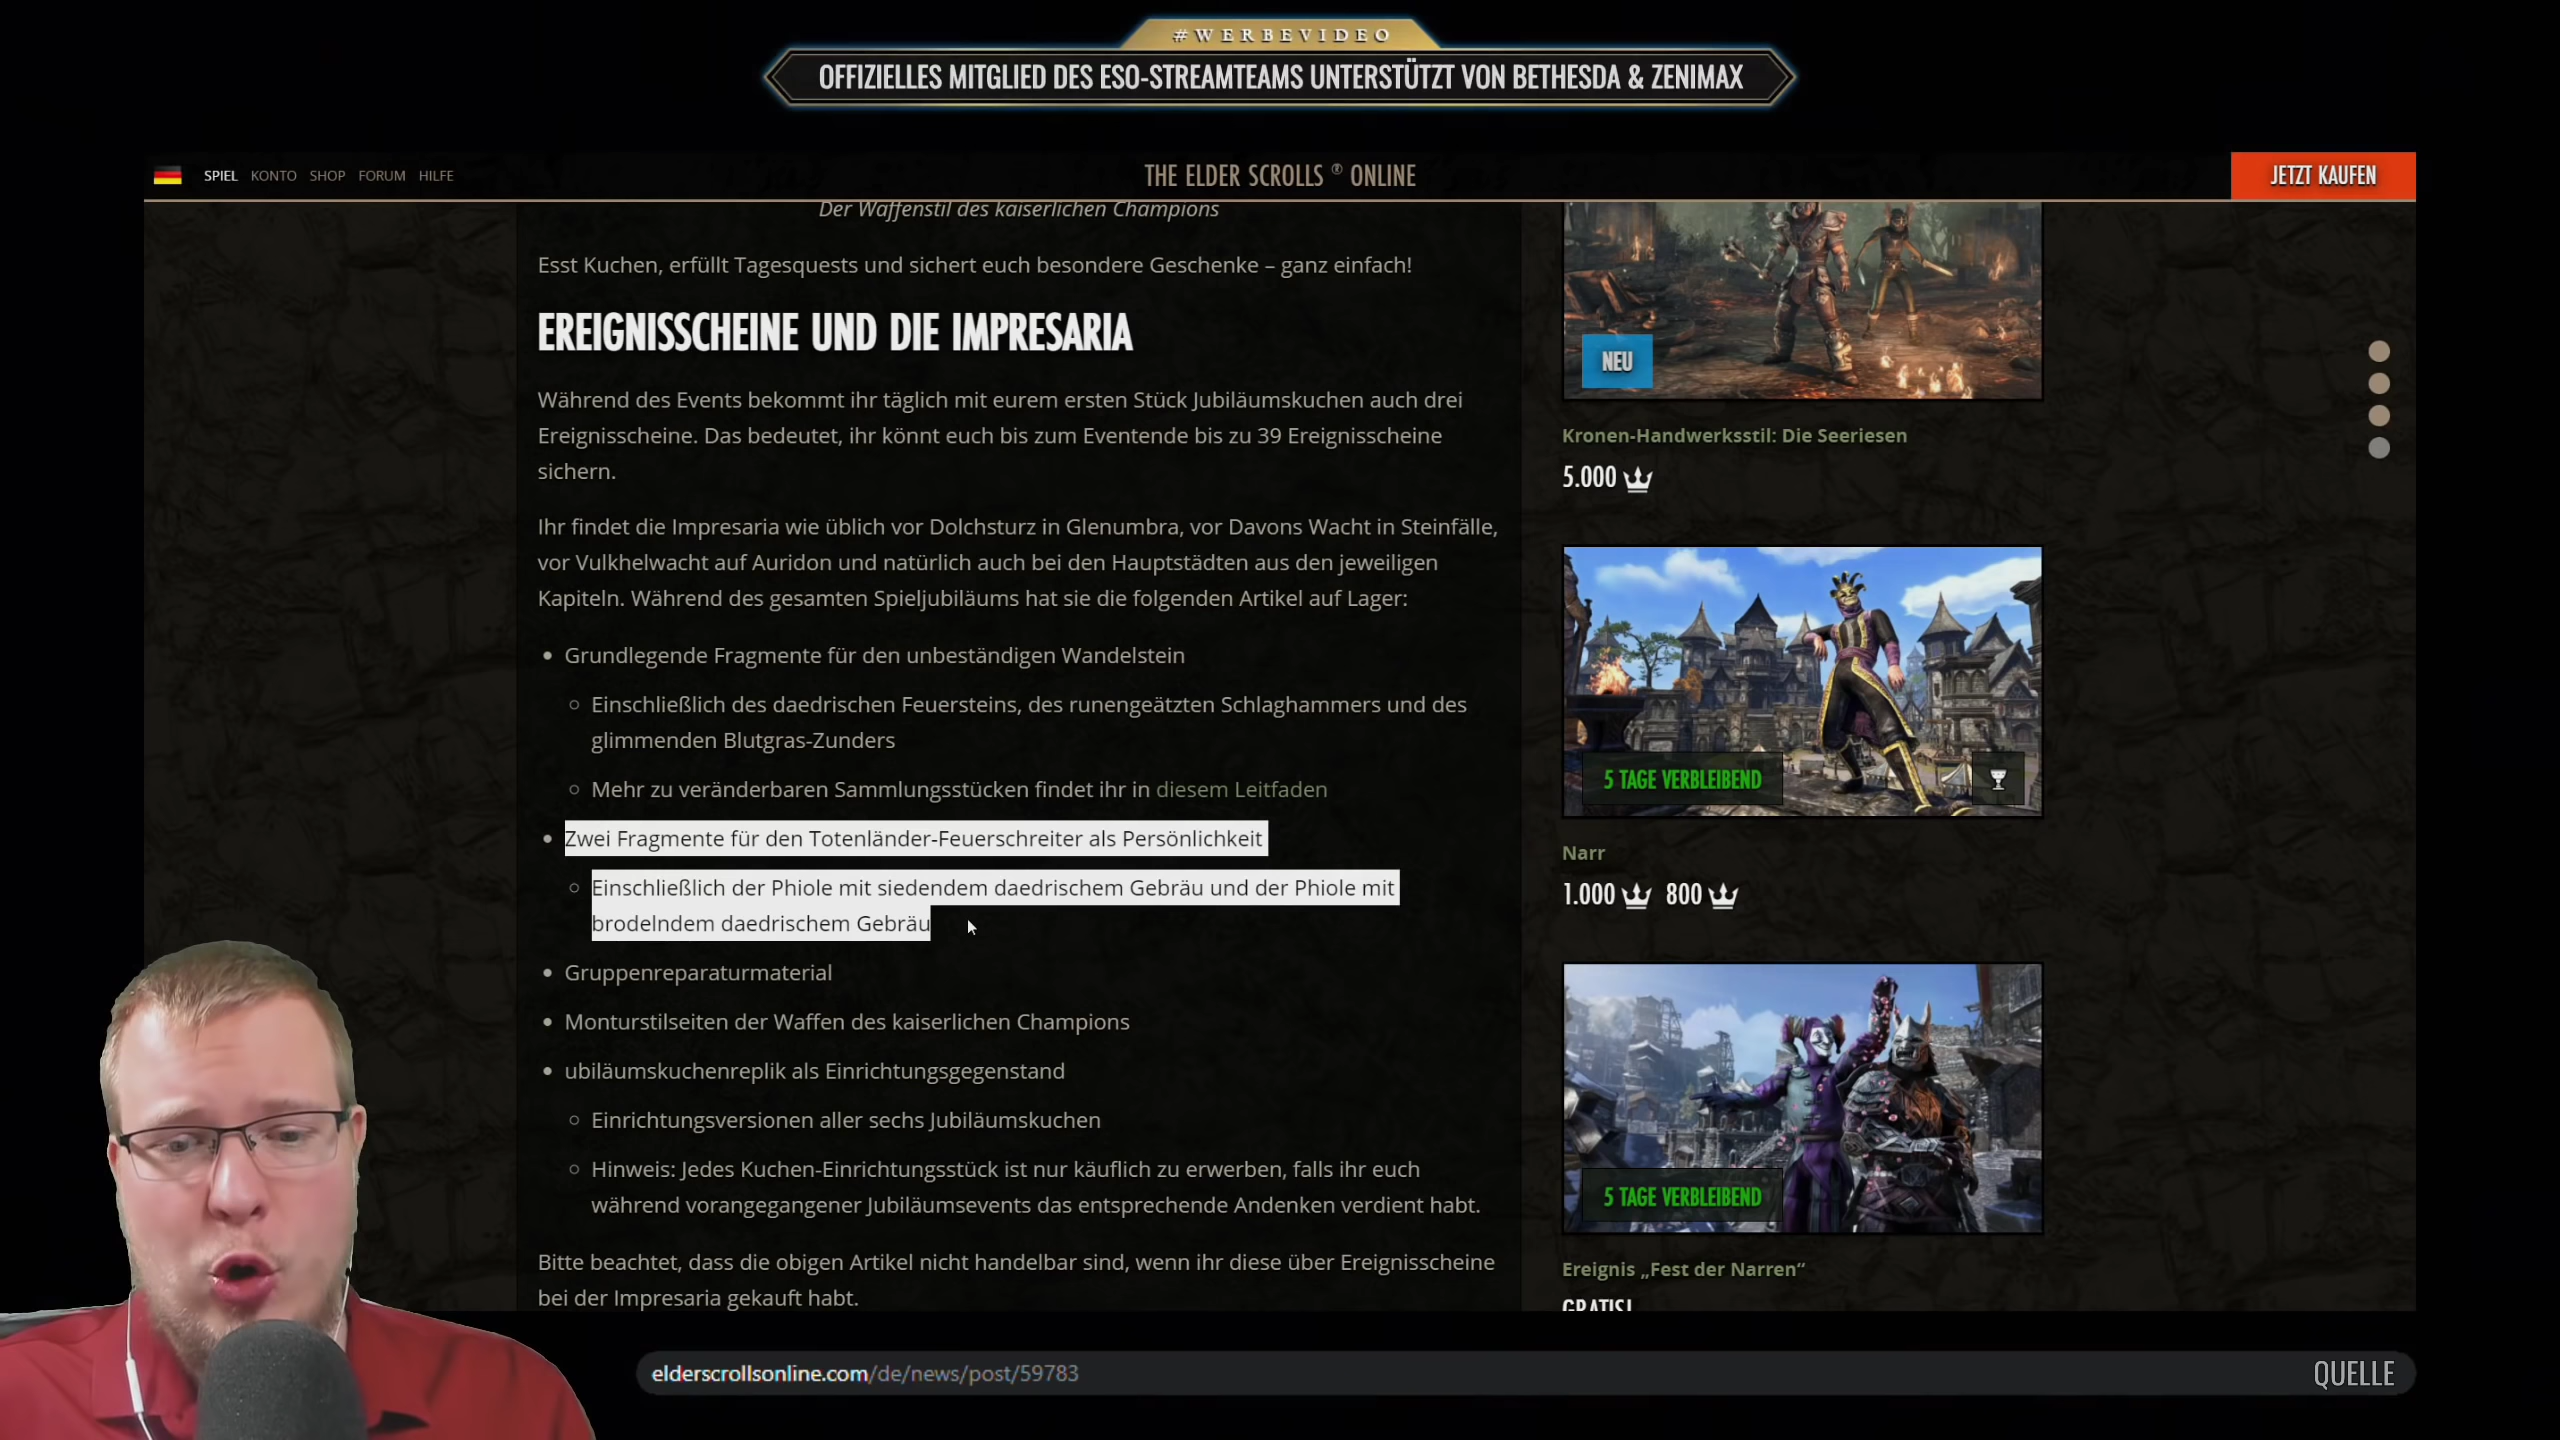 #WERBEVIDEO
OFFIZIELLES MITGLIED DES ESO-STREAMTEAMS UNTERSTÜTZT VON BETHESDA & ZENIMAX
SPIEL KONTO SHOP FORUM HILFE
THE ELDER SCROLLS ® ONLINE
JETZT KAUFEN
Der Waffenstil des kaiserlichen Champions
Esst Kuchen, erfüllt Tagesquests und sichert euch besondere Geschenke – ganz einfach!
EREIGNISSCHEINE UND DIE IMPRESARIA
Während des Events bekommt ihr täglich mit eurem ersten Stück Jubiläumskuchen auch drei
Ereignisscheine. Das bedeutet, ihr könnt euch bis zum Eventende bis zu 39 Ereignisscheine
sichern.
Ihr findet die Impresaria wie üblich vor Dolchsturz in Glenumbra, vor Davons Wacht in Steinfälle,
vor Vulkhelwacht auf Auridon und natürlich auch bei den Hauptstädten aus den jeweiligen
Kapiteln. Während des gesamten Spieljubiläums hat sie die folgenden Artikel auf Lager:
• Grundlegende Fragmente für den unbeständigen Wandelstein
○ Einschließlich des daedrischen Feuersteins, des runengeätzten Schlaghammers und des
glimmenden Blutgras-Zunders
○ Mehr zu veränderbaren Sammlungsstücken findet ihr in diesem Leitfaden
• Zwei Fragmente für den Totenländer-Feuerschreiter als Persönlichkeit
○ Einschließlich der Phiole mit siedendem daedrischem Gebräu und der Phiole mit
brodelndem daedrischem Gebräu
• Gruppenreparaturmaterial
• Monturstilseiten der Waffen des kaiserlichen Champions
• ubiläumskuchenreplik als Einrichtungsgegenstand
○ Einrichtungsversionen aller sechs Jubiläumskuchen
○ Hinweis: Jedes Kuchen-Einrichtungsstück ist nur käuflich zu erwerben, falls ihr euch
während vorangegangener Jubiläumsevents das entsprechende Andenken verdient habt.
Bitte beachtet, dass die obigen Artikel nicht handelbar sind, wenn ihr diese über Ereignisscheine
bei der Impresaria gekauft habt.
NEU
Kronen-Handwerksstil: Die Seeriesen
5.000
5 TAGE VERBLEIBEND
Narr
1.000 800
5 TAGE VERBLEIBEND
Ereignis „Fest der Narren“
GRATIS!
elderscrollsonline.com/de/news/post/59783
QUELLE